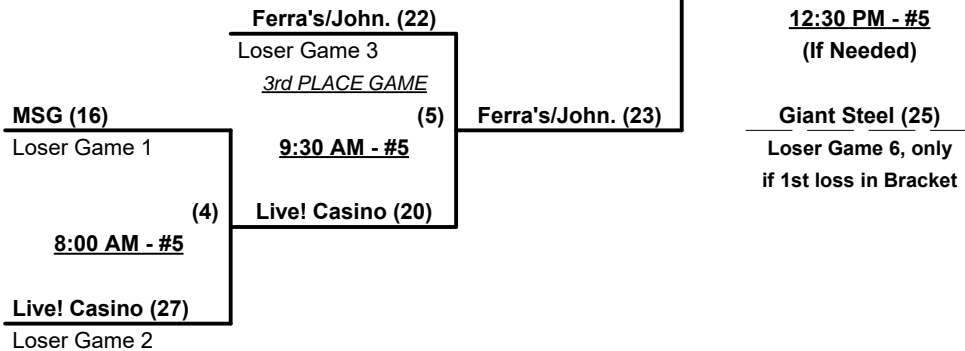 Ferra's/John. (22)
Loser Game 3
3rd PLACE GAME
MSG (16)
Loser Game 1
(5)
9:30 AM - #5
Ferra's/John. (23)
(4)
8:00 AM - #5
Live! Casino (20)
Live! Casino (27)
Loser Game 2
12:30 PM - #5
(If Needed)
Giant Steel (25)
Loser Game 6, only
if 1st loss in Bracket